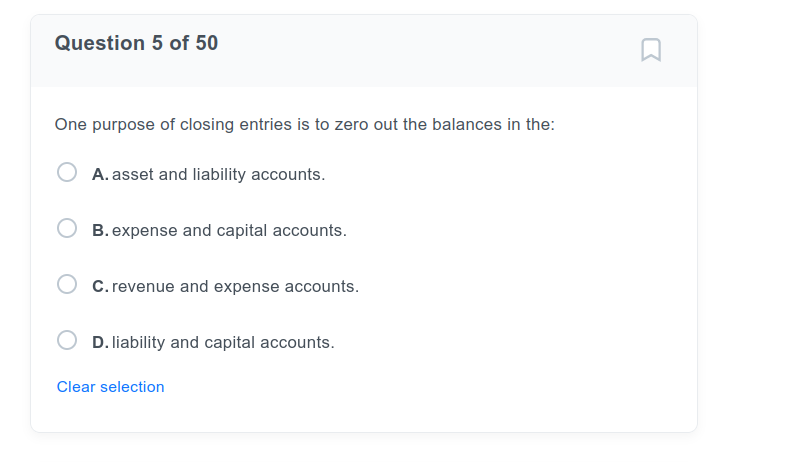 Question 5 of 50
One purpose of closing entries is to zero out the balances in the:
A. asset and liability accounts.
B. expense and capital accounts.
C. revenue and expense accounts.
D. liability and capital accounts.
Clear selection